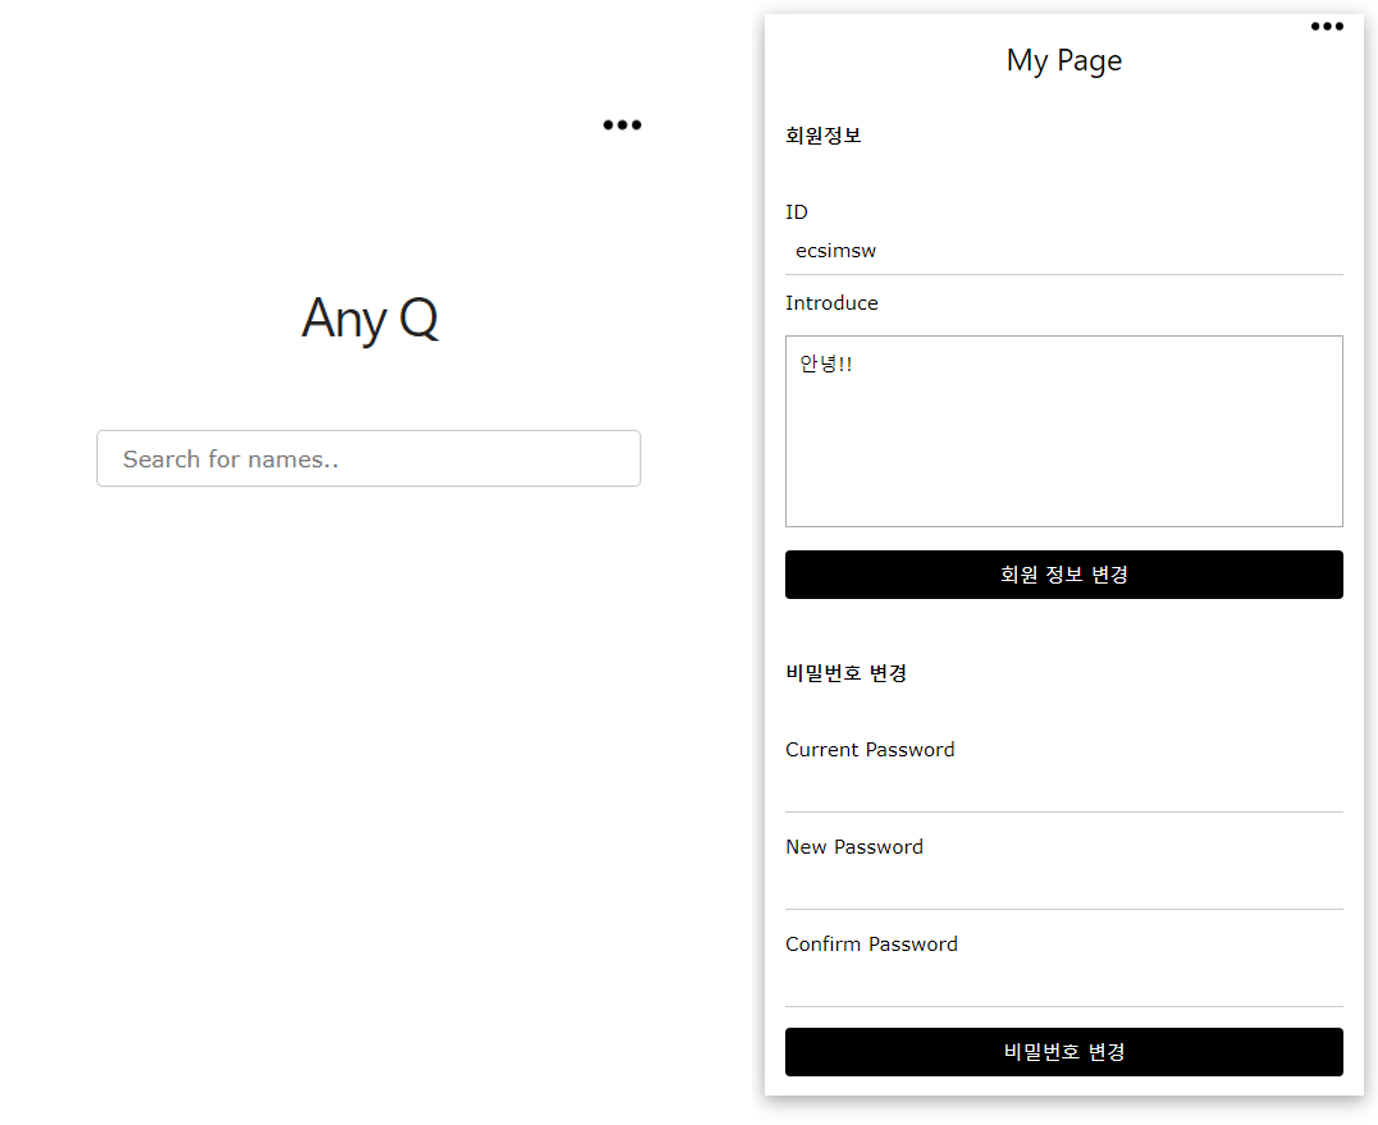 Any Q
Search for names..
My Page
회원정보
ID
ecsimsw
Introduce
안녕!!
회원 정보 변경
비밀번호 변경
Current Password
New Password
Confirm Password
비밀번호 변경